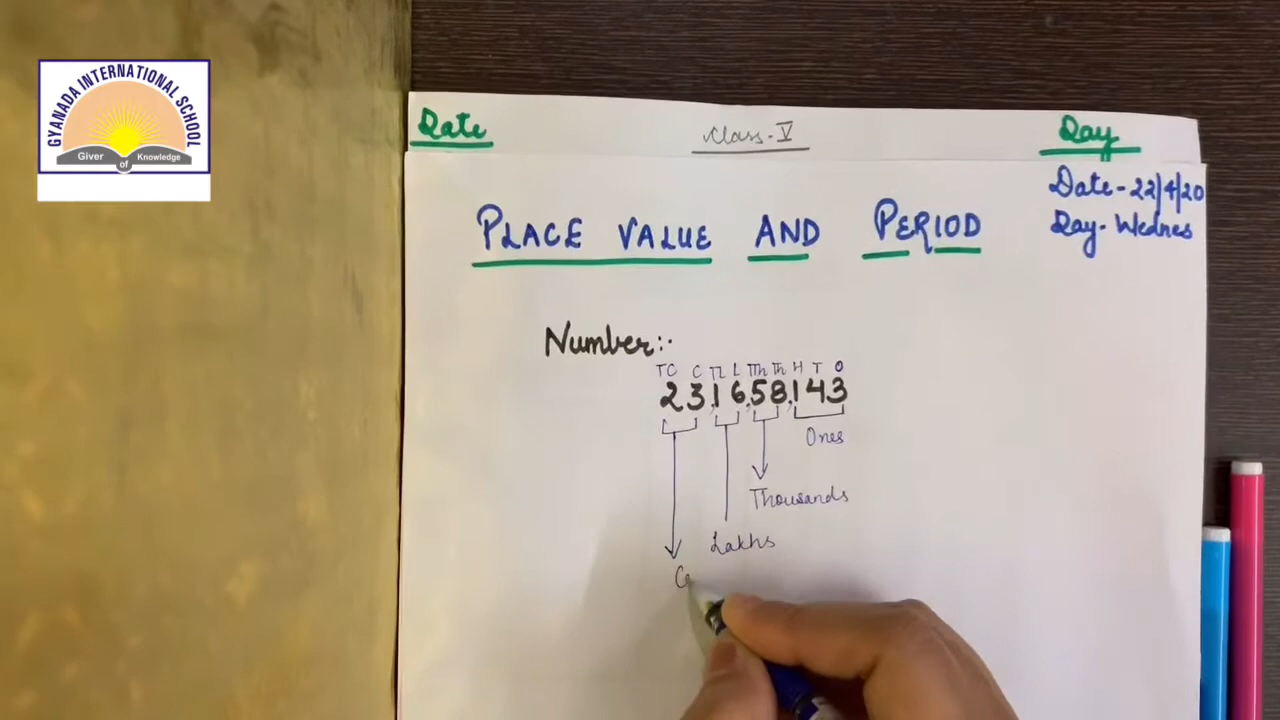 GYANADA INTERNATIONAL SCHOOL
Giver of Knowledge
Date Class-V Day
Date-22/4/20
Day-Wednes
PLACE VALUE AND PERIOD
Number:-
TC C TL L TTh Th H T O
23,16,58,143
Ones
Thousands
Lakhs